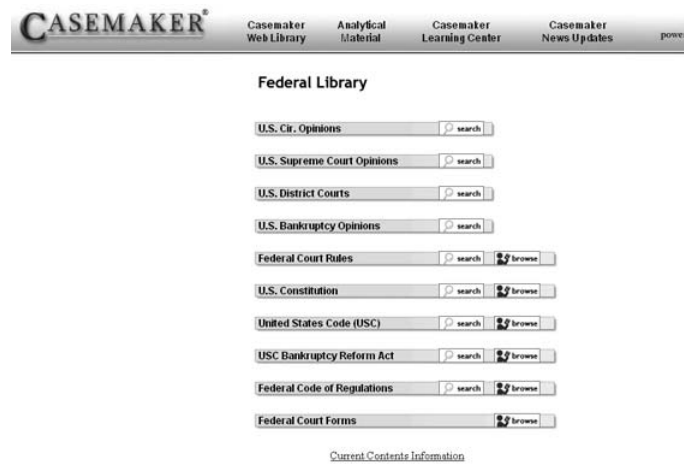 CASEMAKER®
Casemaker Web Library
Analytical Material
Casemaker Learning Center
Casemaker News Updates
Federal Library
U.S. Cir. Opinions search
U.S. Supreme Court Opinions search
U.S. District Courts search
U.S. Bankruptcy Opinions search
Federal Court Rules search browse
U.S. Constitution search browse
United States Code (USC) search browse
USC Bankruptcy Reform Act search browse
Federal Code of Regulations search browse
Federal Court Forms browse
Current Contents Information